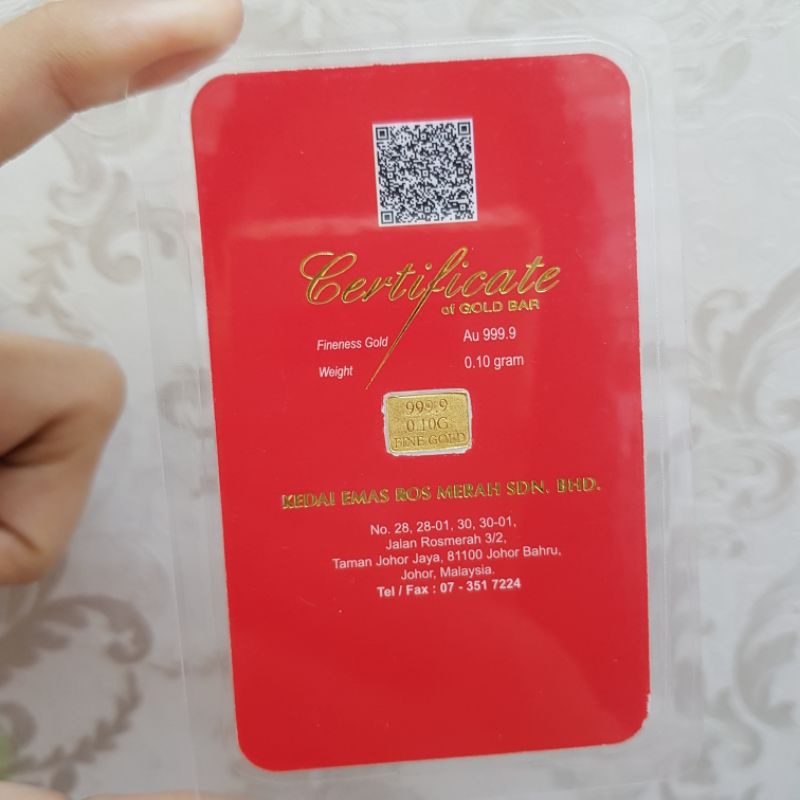 Certificate
of GOLD BAR
Fineness Gold Au 999.9
Weight 0.10 gram
999.9
0.10G
FINE GOLD
KEDAI EMAS ROS MERAH SDN. BHD.
No. 28, 28-01, 30, 30-01,
Jalan Rosmerah 3/2,
Taman Johor Jaya, 81100 Johor Bahru,
Johor, Malaysia.
Tel / Fax : 07 - 351 7224